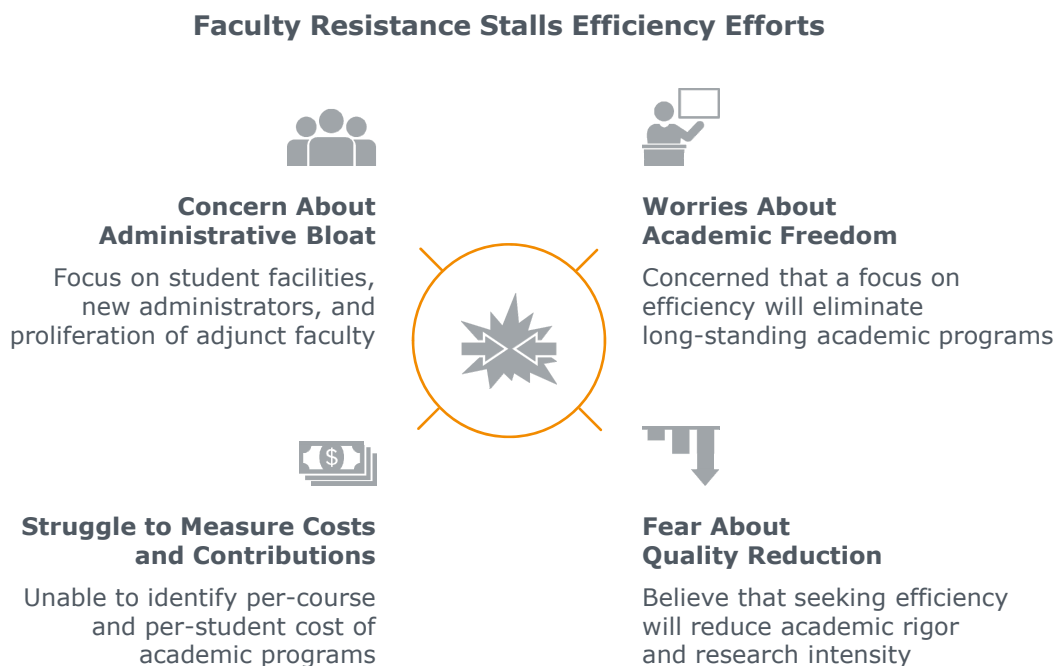 Faculty Resistance Stalls Efficiency Efforts
Concern About
Administrative Bloat
Focus on student facilities,
new administrators, and
proliferation of adjunct faculty
Worries About
Academic Freedom
Concerned that a focus on
efficiency will eliminate
long-standing academic programs
$
Struggle to Measure Costs
and Contributions
Unable to identify per-course
and per-student cost of
academic programs
Fear About
Quality Reduction
Believe that seeking efficiency
will reduce academic rigor
and research intensity